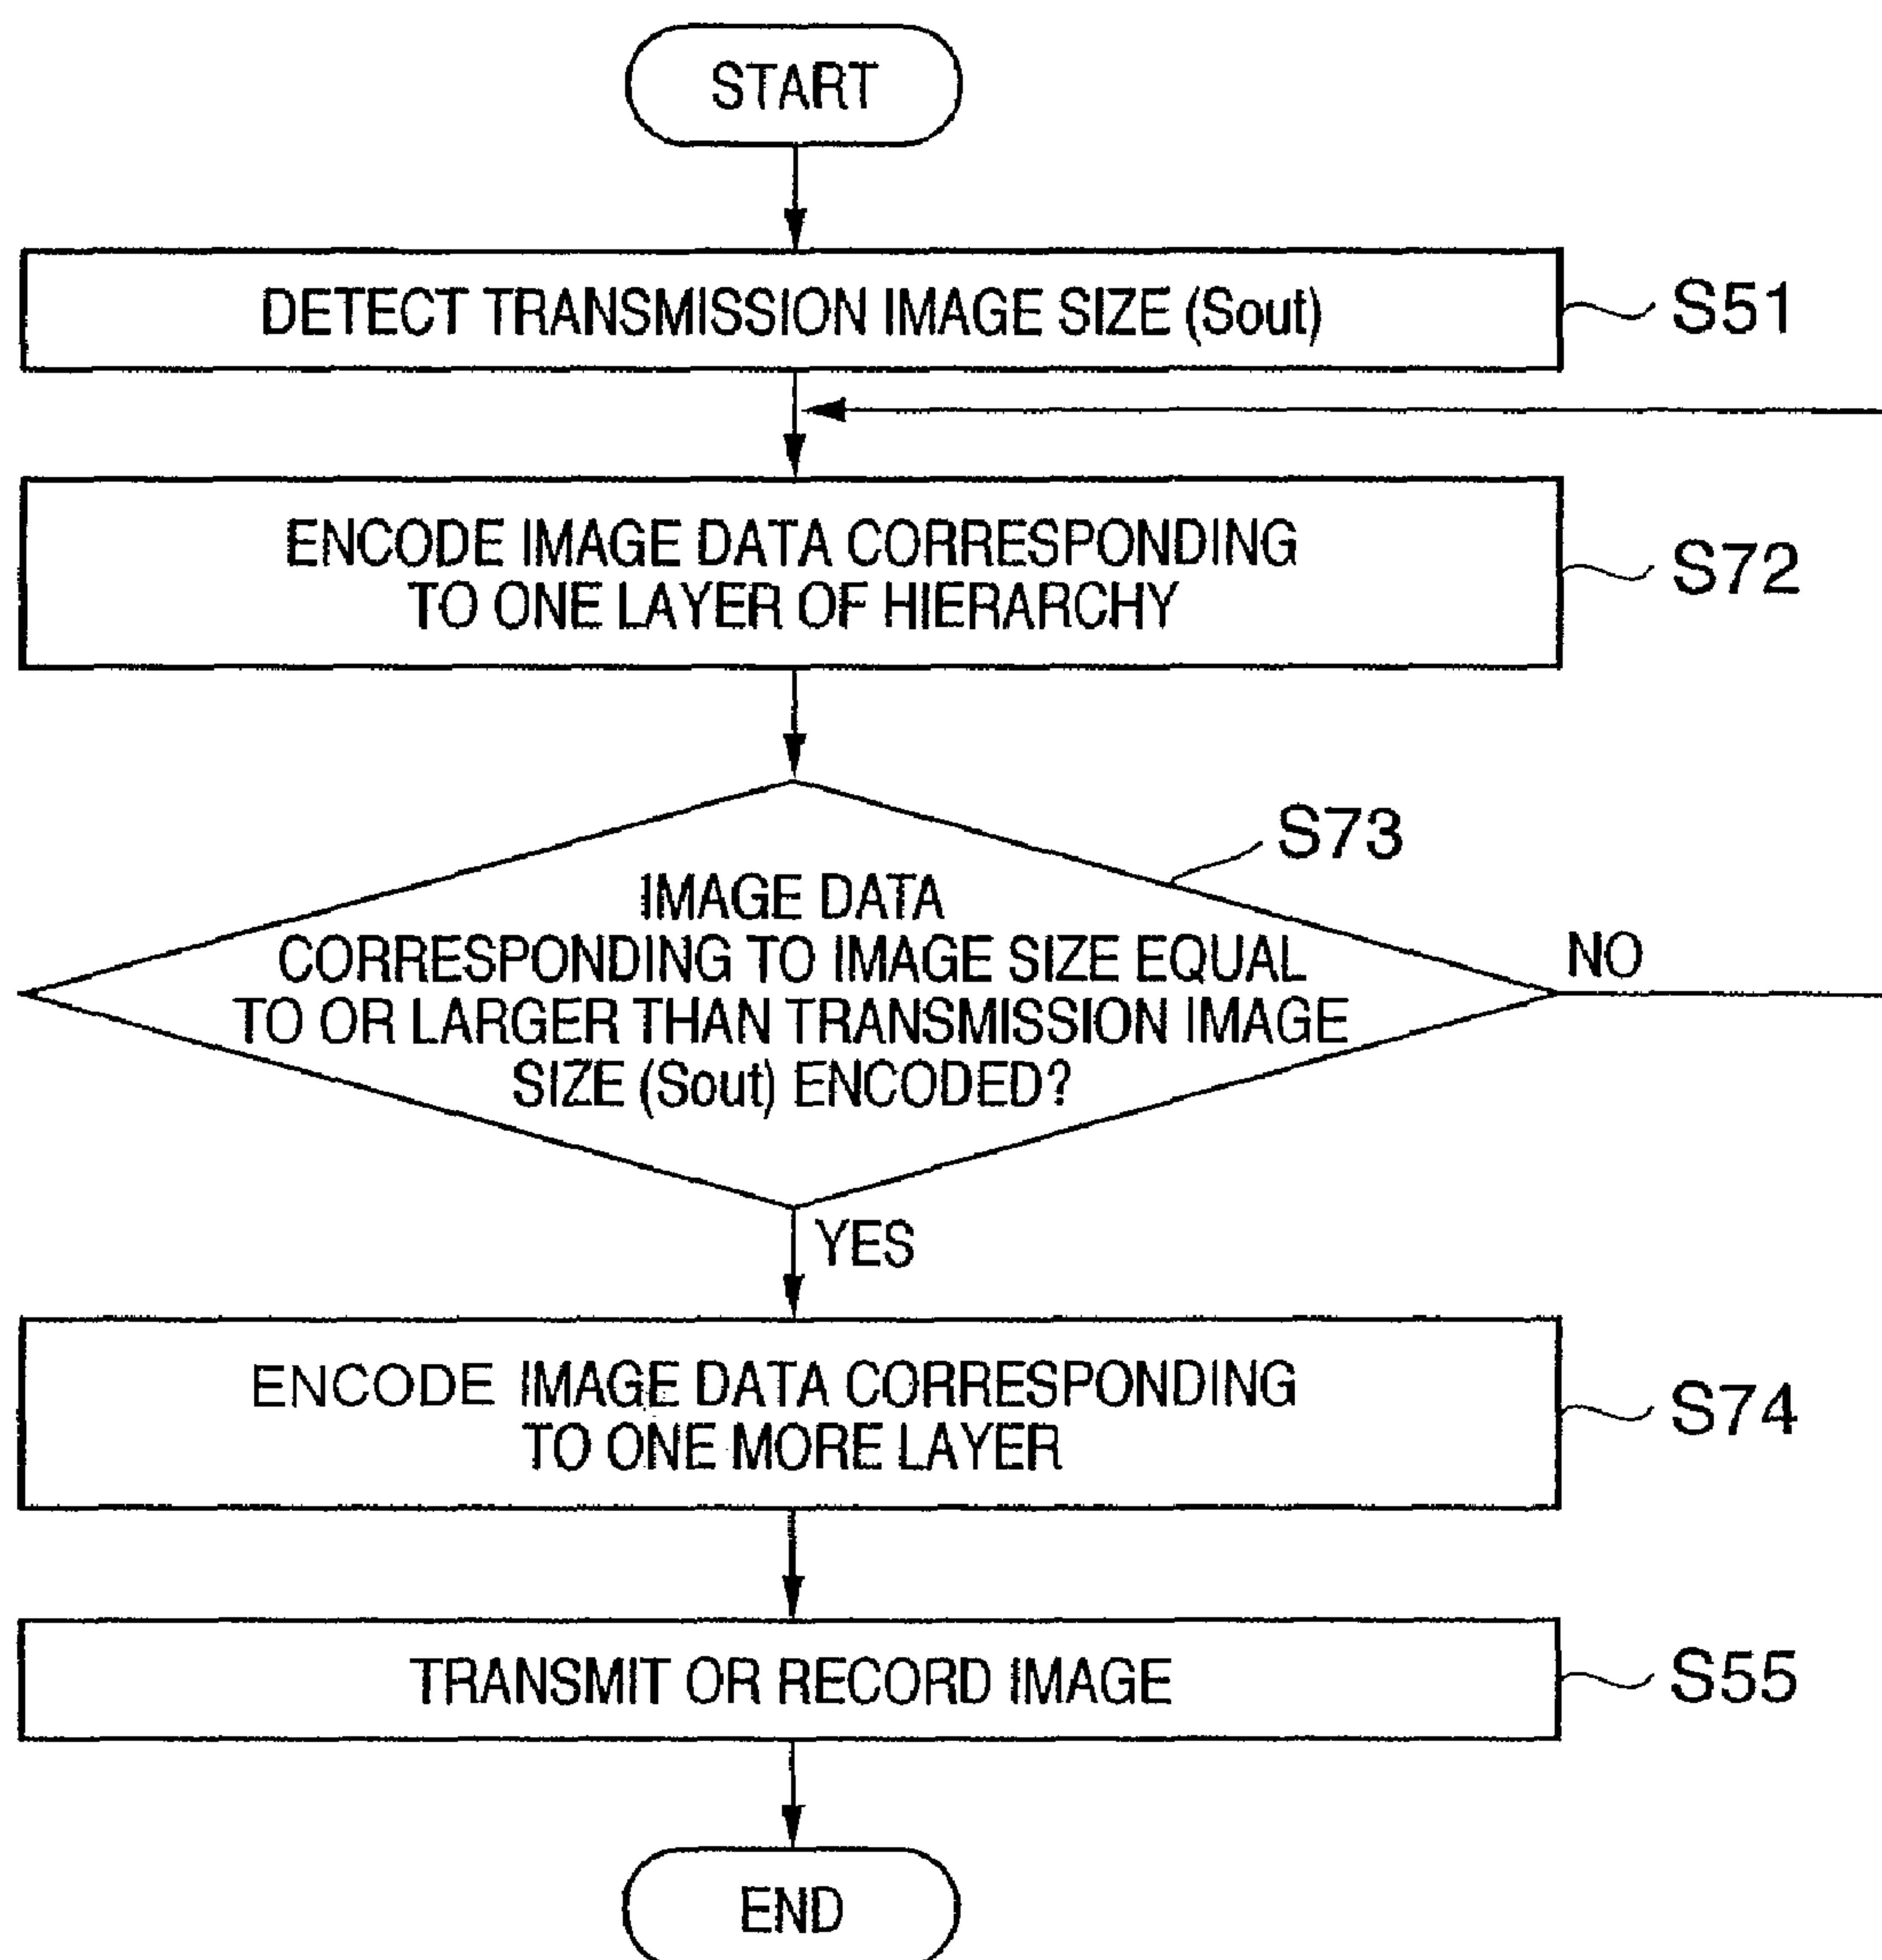 START
DETECT TRANSMISSION IMAGE SIZE (Sout)
S51
ENCODE IMAGE DATA CORRESPONDING
TO ONE LAYER OF HIERARCHY
S72
S73
IMAGE DATA
CORRESPONDING TO IMAGE SIZE EQUAL
TO OR LARGER THAN TRANSMISSION IMAGE
SIZE (Sout) ENCODED?
NO
YES
ENCODE IMAGE DATA CORRESPONDING
TO ONE MORE LAYER
S74
TRANSMIT OR RECORD IMAGE
S55
END